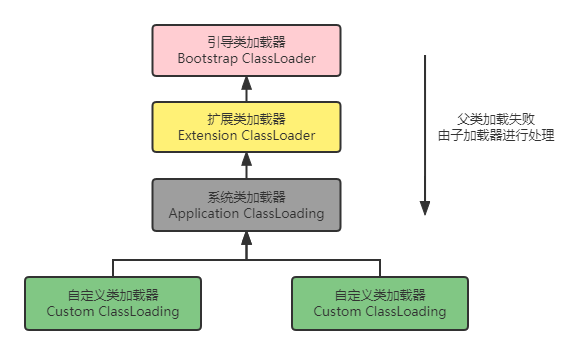 引导类加载器
Bootstrap ClassLoader
扩展类加载器
Extension ClassLoader
父类加载失败
由子加载器进行处理
系统类加载器
Application ClassLoading
自定义类加载器
Custom ClassLoading
自定义类加载器
Custom ClassLoading